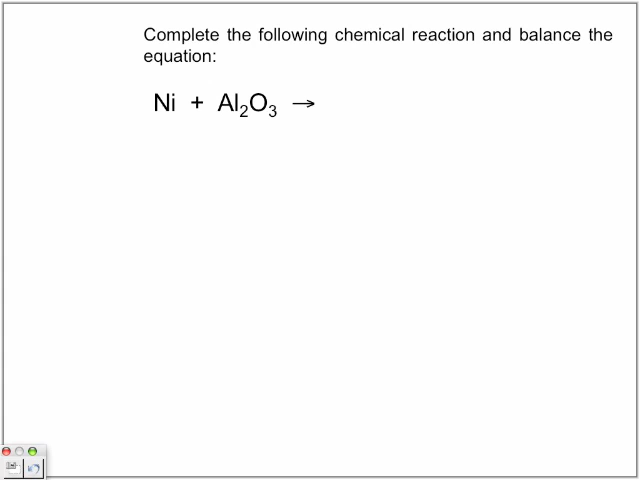 Complete the following chemical reaction and balance the
equation:
Ni + Al₂O₃ →